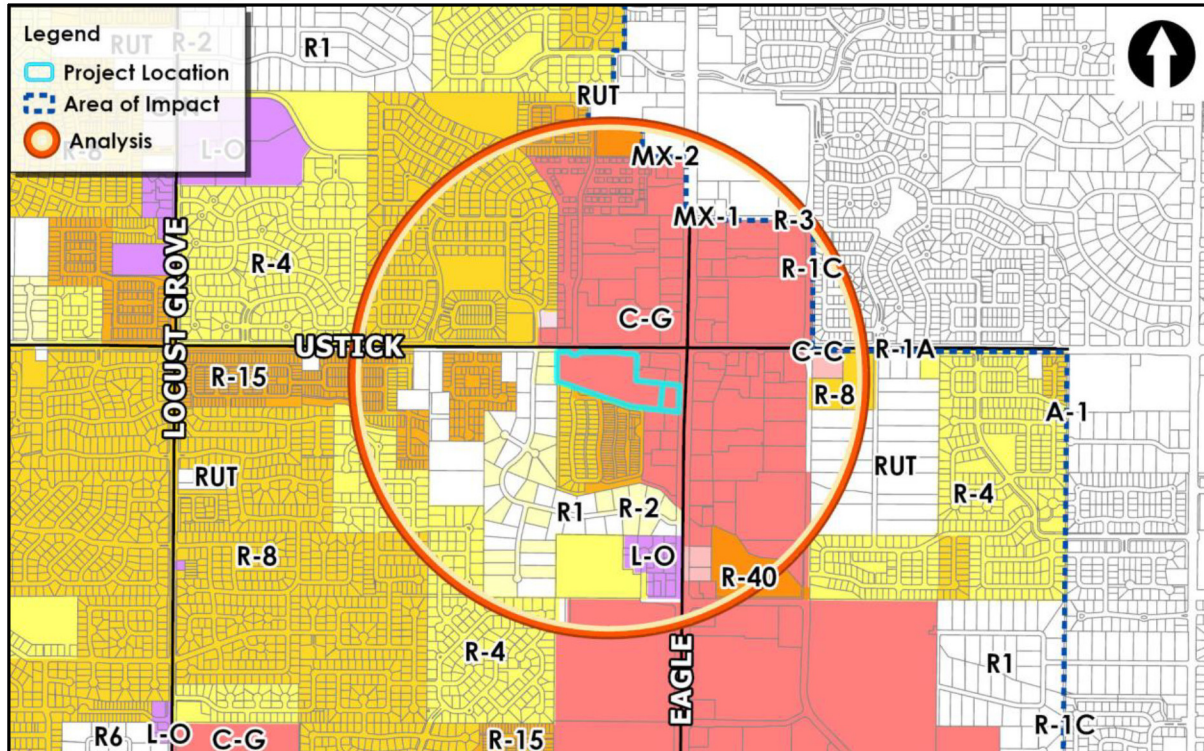 Legend
Project Location
Area of Impact
Analysis
RUT
R-2
R1
R-8
L-O
RUT
MX-2
MX-1
R-3
R-4
R-1C
C-G
LOCUST GROVE
USTICK
C-C
R-1A
R-15
R-8
A-1
RUT
RUT
R-4
R1
R-2
R-8
L-O
R-40
R-4
R1
EAGLE
R6
L-O
C-G
R-15
R-1C